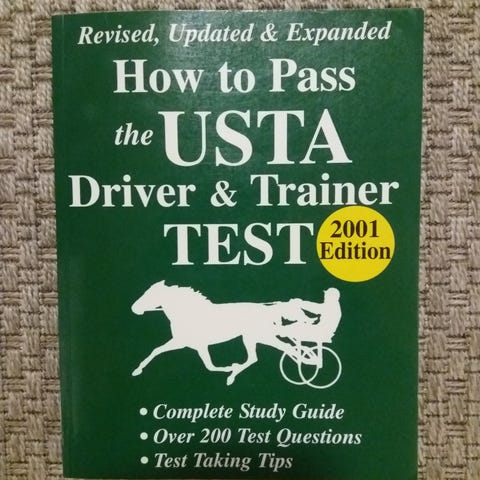 Revised, Updated & Expanded
How to Pass
the USTA
Driver & Trainer
TEST
2001
Edition
• Complete Study Guide
• Over 200 Test Questions
• Test Taking Tips